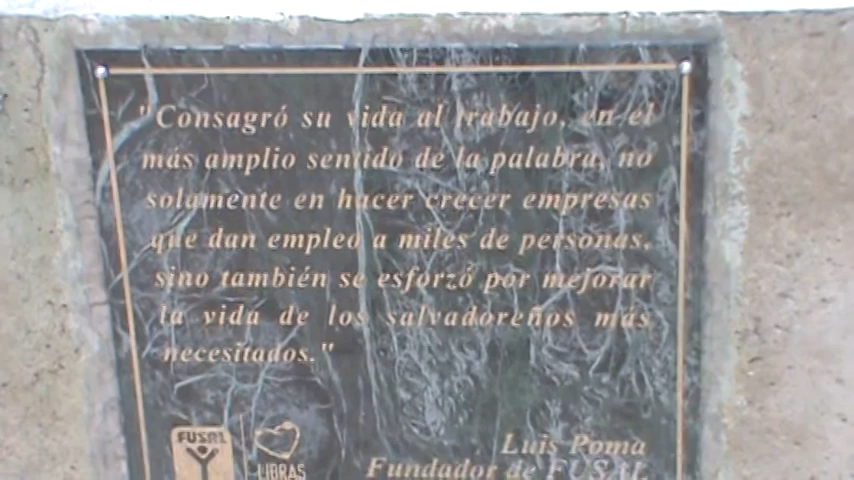 "Consagró su vida al trabajo, en el
más amplio sentido de la palabra, no
solamente en hacer crecer empresas
que dan empleo a miles de personas,
sino también se esforzó por mejorar
la vida de los salvadoreños más
necesitados."
FUSAL
LIBRAS
Luis Poma
Fundador de FUSAL